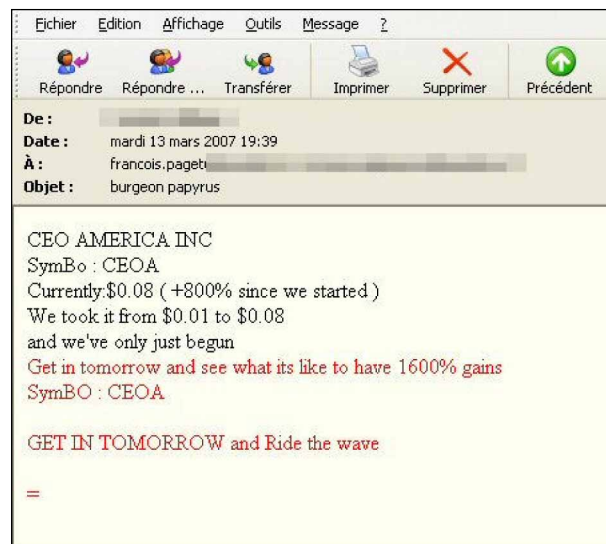 Fichier Edition Affichage Outils Message ?
Répondre Répondre ... Transférer Imprimer Supprimer Précédent
De :
Date : mardi 13 mars 2007 19:39
À : francois.paget
Objet : burgeon papyrus
CEO AMERICA INC
SymBo : CEOA
Currently:$0.08 ( +800% since we started )
We took it from $0.01 to $0.08
and we've only just begun
Get in tomorrow and see what its like to have 1600% gains
SymBO : CEOA
GET IN TOMORROW and Ride the wave
=